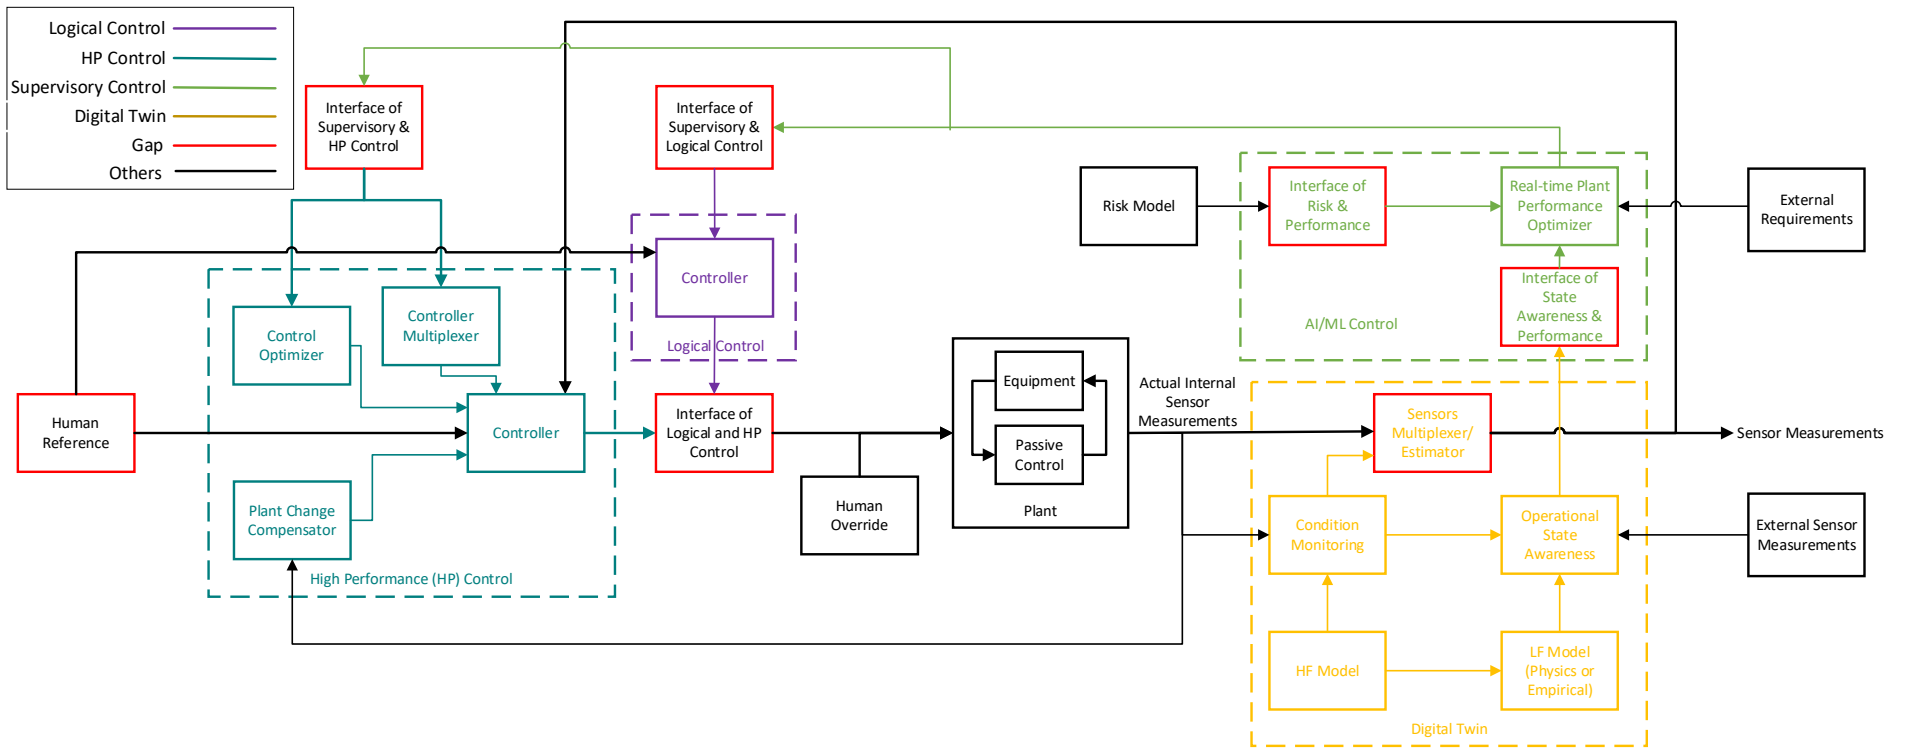 Logical Control
HP Control
Supervisory Control
Digital Twin
Gap
Others
Interface of
Supervisory &
HP Control
Interface of
Supervisory &
Logical Control
Risk Model
Interface of
Risk &
Performance
Real-time Plant
Performance
Optimizer
External
Requirements
Controller
Logical Control
Interface of
State
Awareness &
Performance
AI/ML Control
Control
Optimizer
Controller
Multiplexer
Human
Reference
Controller
Interface of
Logical and HP
Control
Equipment
Passive
Control
Plant
Actual Internal
Sensor
Measurements
Sensors
Multiplexer/
Estimator
Sensor Measurements
Plant Change
Compensator
High Performance (HP) Control
Human
Override
Condition
Monitoring
Operational
State
Awareness
External Sensor
Measurements
HF Model
LF Model
(Physics or
Empirical)
Digital Twin